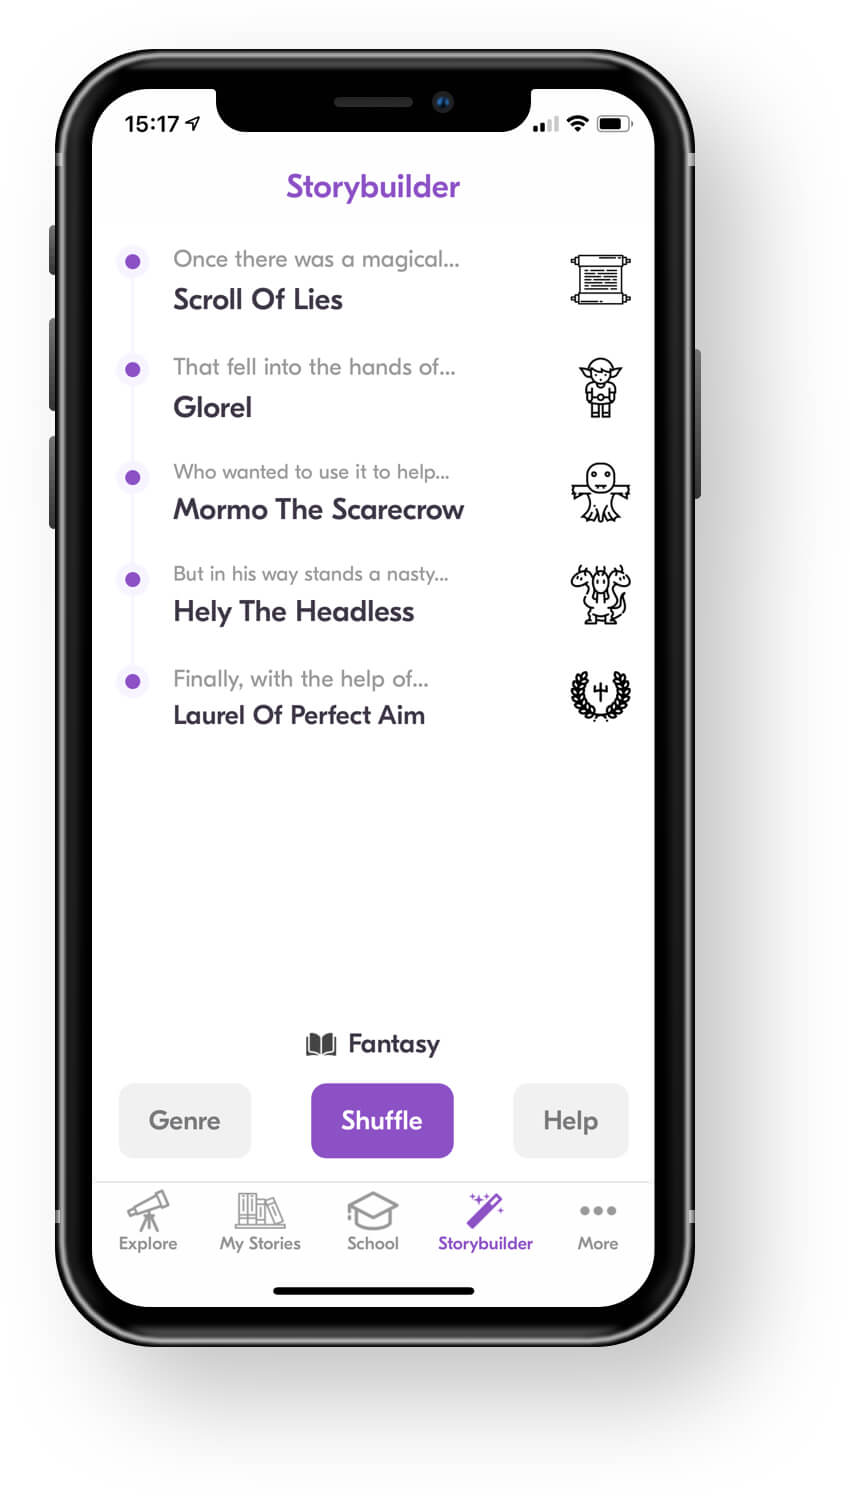 15:17
Storybuilder
Once there was a magical...
Scroll Of Lies
That fell into the hands of...
Glorel
Who wanted to use it to help...
Mormo The Scarecrow
But in his way stands a nasty...
Hely The Headless
Finally, with the help of...
Laurel Of Perfect Aim
Fantasy
Genre Shuffle Help
Explore My Stories School Storybuilder More